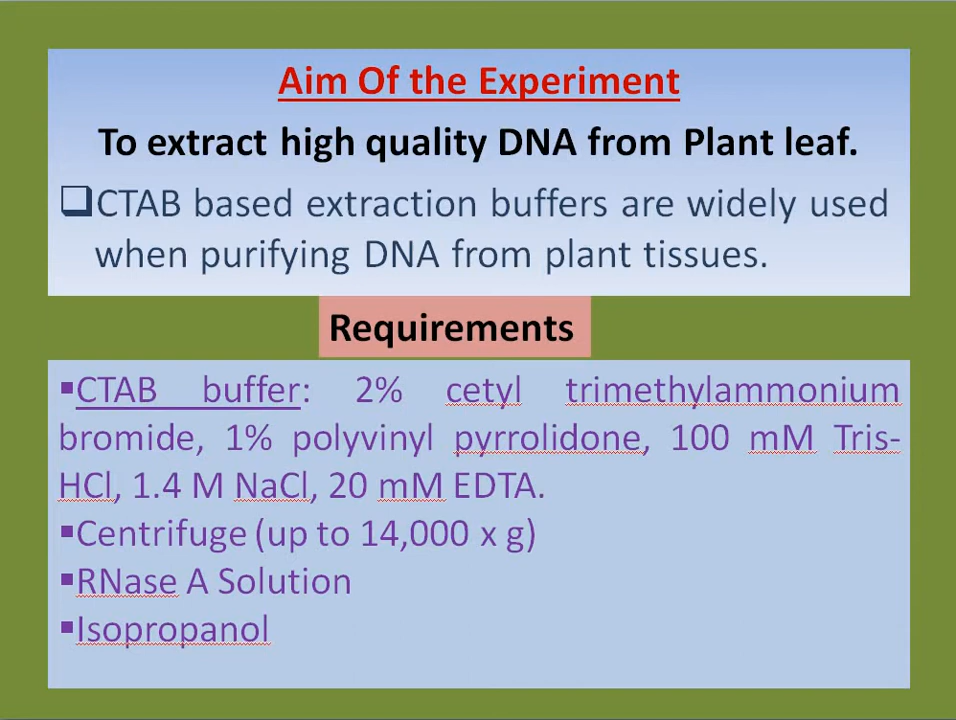 Aim Of the Experiment
To extract high quality DNA from Plant leaf.
❑CTAB based extraction buffers are widely used
when purifying DNA from plant tissues.
Requirements
▪CTAB buffer: 2% cetyl trimethylammonium
bromide, 1% polyvinyl pyrrolidone, 100 mM Tris-
HCl, 1.4 M NaCl, 20 mM EDTA.
▪Centrifuge (up to 14,000 x g)
▪RNase A Solution
▪Isopropanol